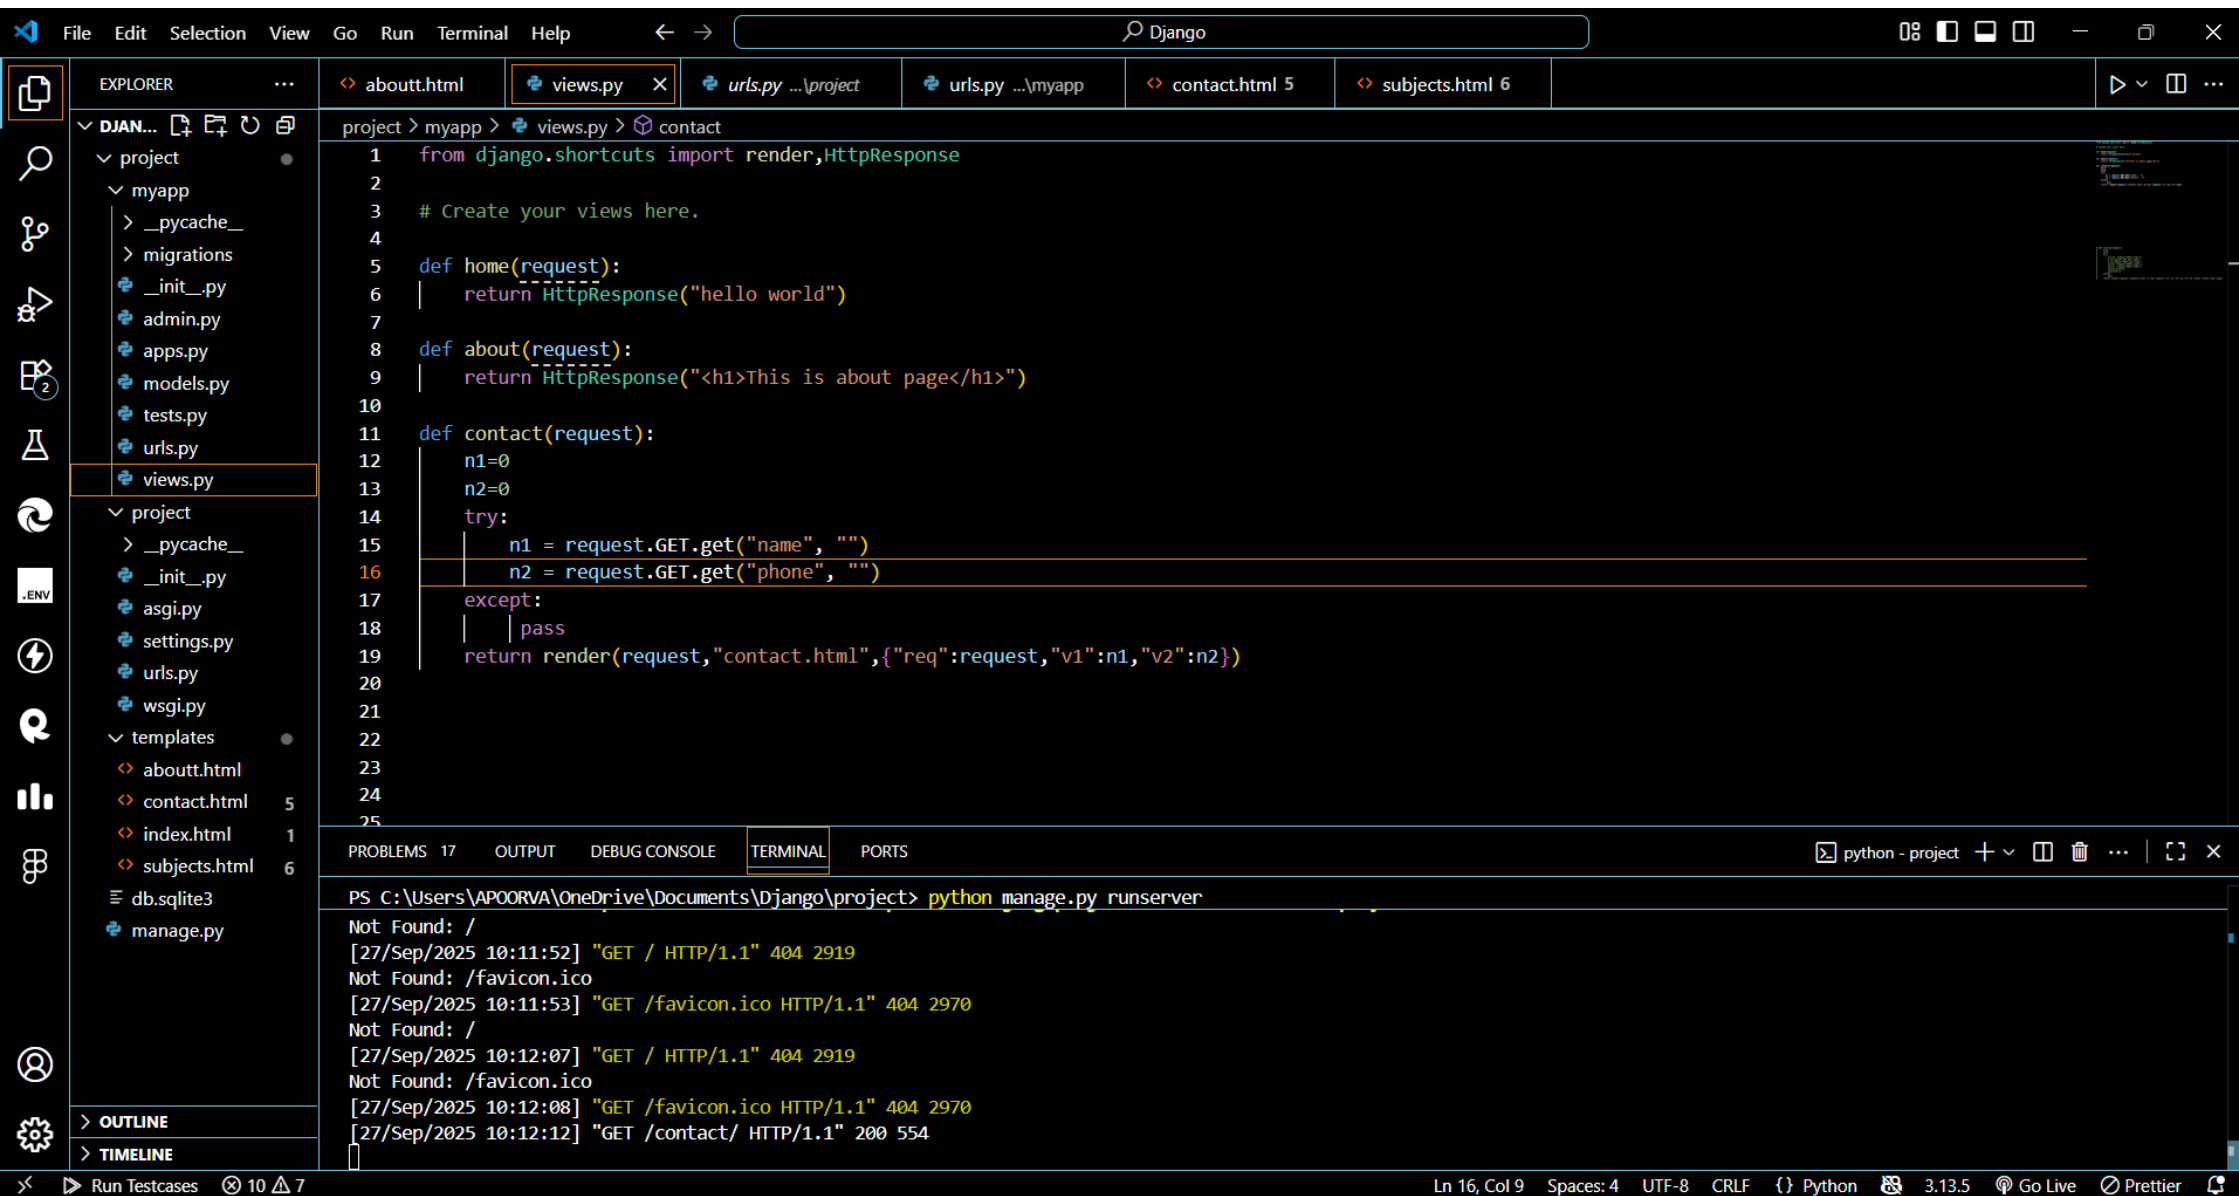 File Edit Selection View Go Run Terminal Help
Django
EXPLORER
aboutt.html
views.py
urls.py ...\project
urls.py ...\myapp
contact.html 5
subjects.html 6
DJAN...
project
myapp
__pycache__
migrations
__init__.py
admin.py
apps.py
models.py
tests.py
urls.py
views.py
project
__pycache__
__init__.py
asgi.py
settings.py
urls.py
wsgi.py
templates
aboutt.html
contact.html 5
index.html 1
subjects.html 6
db.sqlite3
manage.py
OUTLINE
TIMELINE
2
.ENV
project > myapp > views.py > contact
1 from django.shortcuts import render,HttpResponse
2
3 # Create your views here.
4
5 def home(request):
6 return HttpResponse("hello world")
7
8 def about(request):
9 return HttpResponse("<h1>This is about page</h1>")
10
11 def contact(request):
12 n1=0
13 n2=0
14 try:
15 n1 = request.GET.get("name", "")
16 n2 = request.GET.get("phone", "")
17 except:
18 pass
19 return render(request,"contact.html",{"req":request,"v1":n1,"v2":n2})
20
21
22
23
24
25
PROBLEMS 17 OUTPUT DEBUG CONSOLE TERMINAL PORTS
python - project
PS C:\Users\APOORVA\OneDrive\Documents\Django\project> python manage.py runserver
Not Found: /
[27/Sep/2025 10:11:52] "GET / HTTP/1.1" 404 2919
Not Found: /favicon.ico
[27/Sep/2025 10:11:53] "GET /favicon.ico HTTP/1.1" 404 2970
Not Found: /
[27/Sep/2025 10:12:07] "GET / HTTP/1.1" 404 2919
Not Found: /favicon.ico
[27/Sep/2025 10:12:08] "GET /favicon.ico HTTP/1.1" 404 2970
[27/Sep/2025 10:12:12] "GET /contact/ HTTP/1.1" 200 554
Run Testcases 10 7 Ln 16, Col 9 Spaces: 4 UTF-8 CRLF {} Python 3.13.5 Go Live Prettier